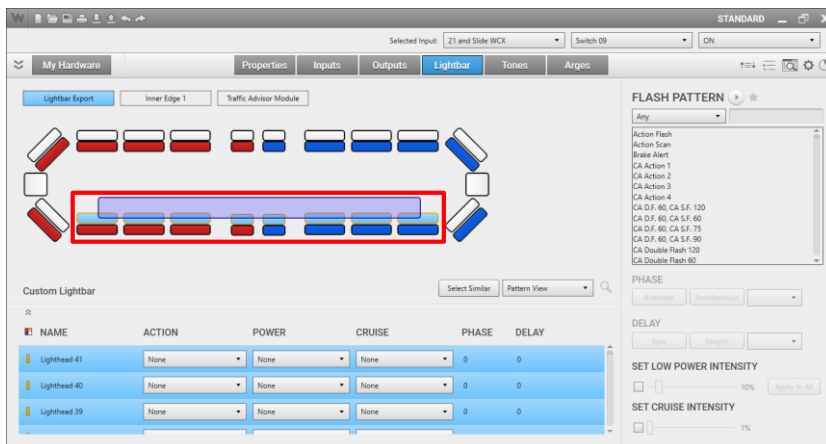 W STANDARD
Selected Input: 21 and Slide WCX Switch 09 ON
My Hardware Properties Inputs Outputs Lightbar Tones Arges
Lightbar Export Inner Edge 1 Traffic Advisor Module
FLASH PATTERN
Any
Action Flash
Action Scan
Brake Alert
CA Action 1
CA Action 2
CA Action 3
CA Action 4
CA D.F. 60, CA S.F. 120
CA D.F. 60, CA S.F. 60
CA D.F. 60, CA S.F. 75
CA D.F. 60, CA S.F. 90
CA Double Flash 120
CA Double Flash 60
PHASE
Alternate Simultaneous
DELAY
Sync Unsync
SET LOW POWER INTENSITY
10% Apply to All
SET CRUISE INTENSITY
1%
Custom Lightbar Select Similar Pattern View
NAME ACTION POWER CRUISE PHASE DELAY
Lighthead 41 None None None 0 0
Lighthead 40 None None None 0 0
Lighthead 39 None None None 0 0